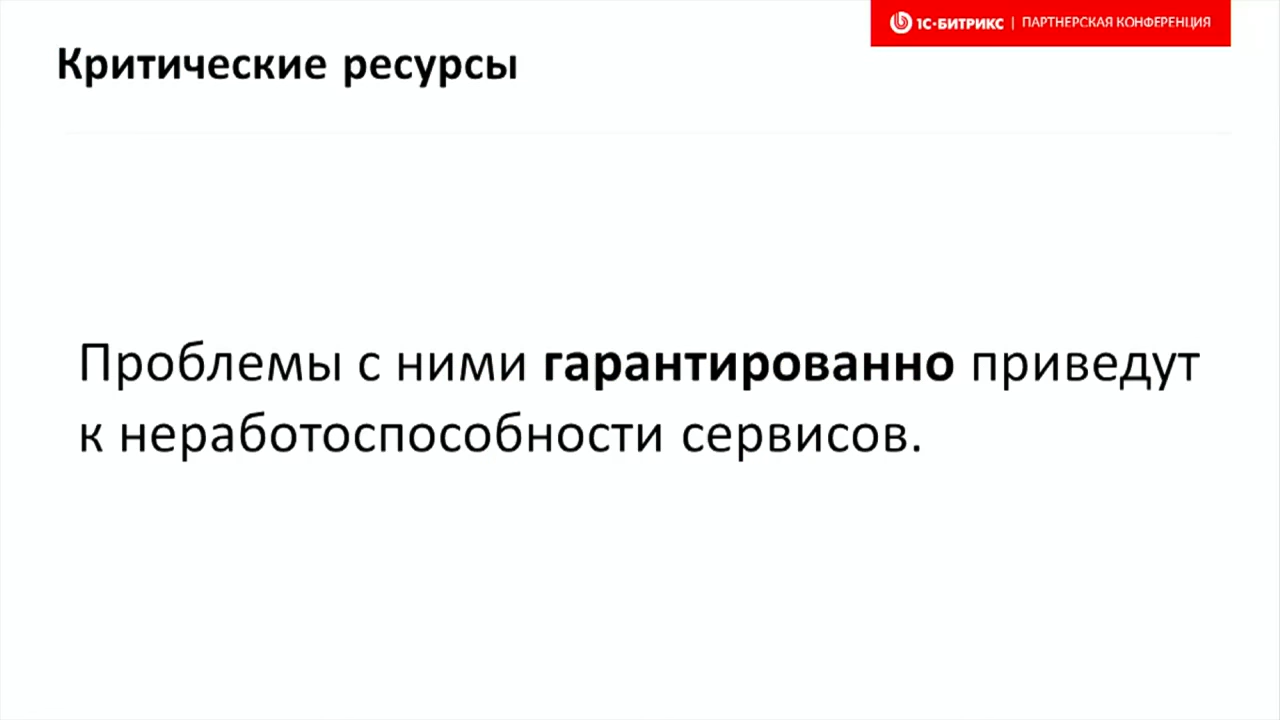 1С-БИТРИКС | ПАРТНЕРСКАЯ КОНФЕРЕНЦИЯ
Критические ресурсы
Проблемы с ними гарантированно приведут
к неработоспособности сервисов.